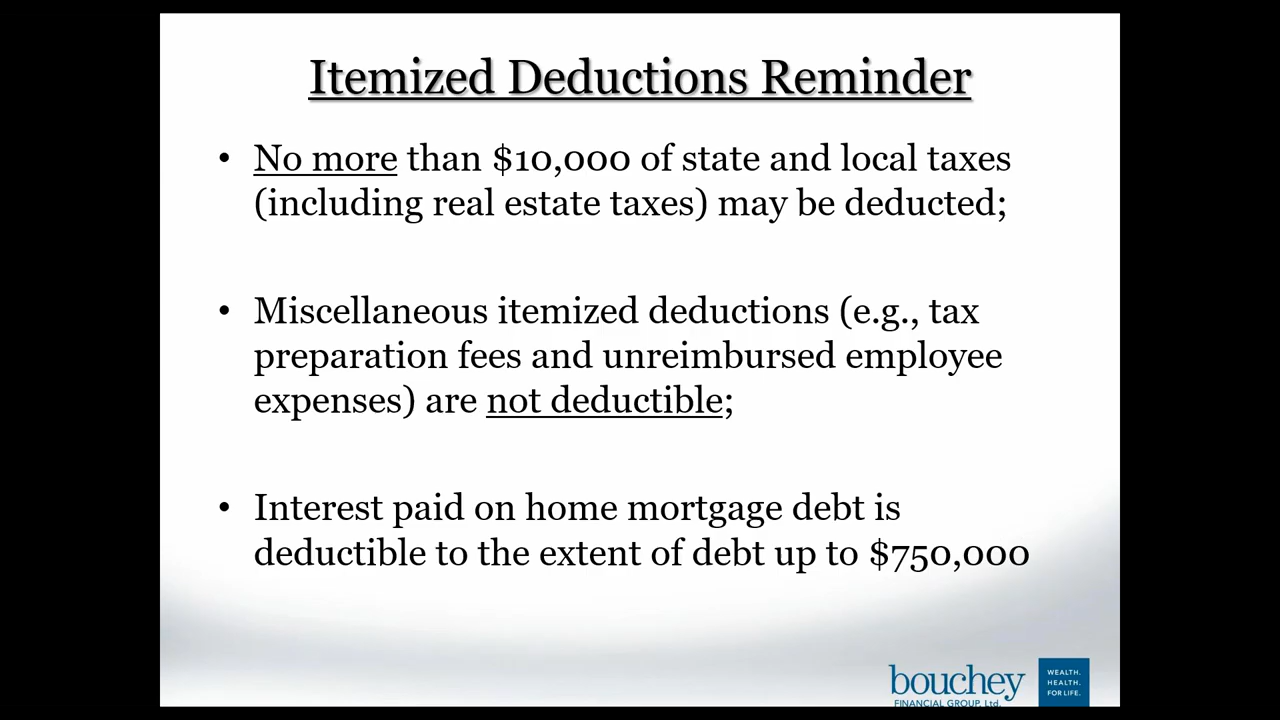 Itemized Deductions Reminder
• No more than $10,000 of state and local taxes
(including real estate taxes) may be deducted;
• Miscellaneous itemized deductions (e.g., tax
preparation fees and unreimbursed employee
expenses) are not deductible;
• Interest paid on home mortgage debt is
deductible to the extent of debt up to $750,000
bouchey
FINANCIAL GROUP, Ltd.
WEALTH.
HEALTH.
FOR LIFE.